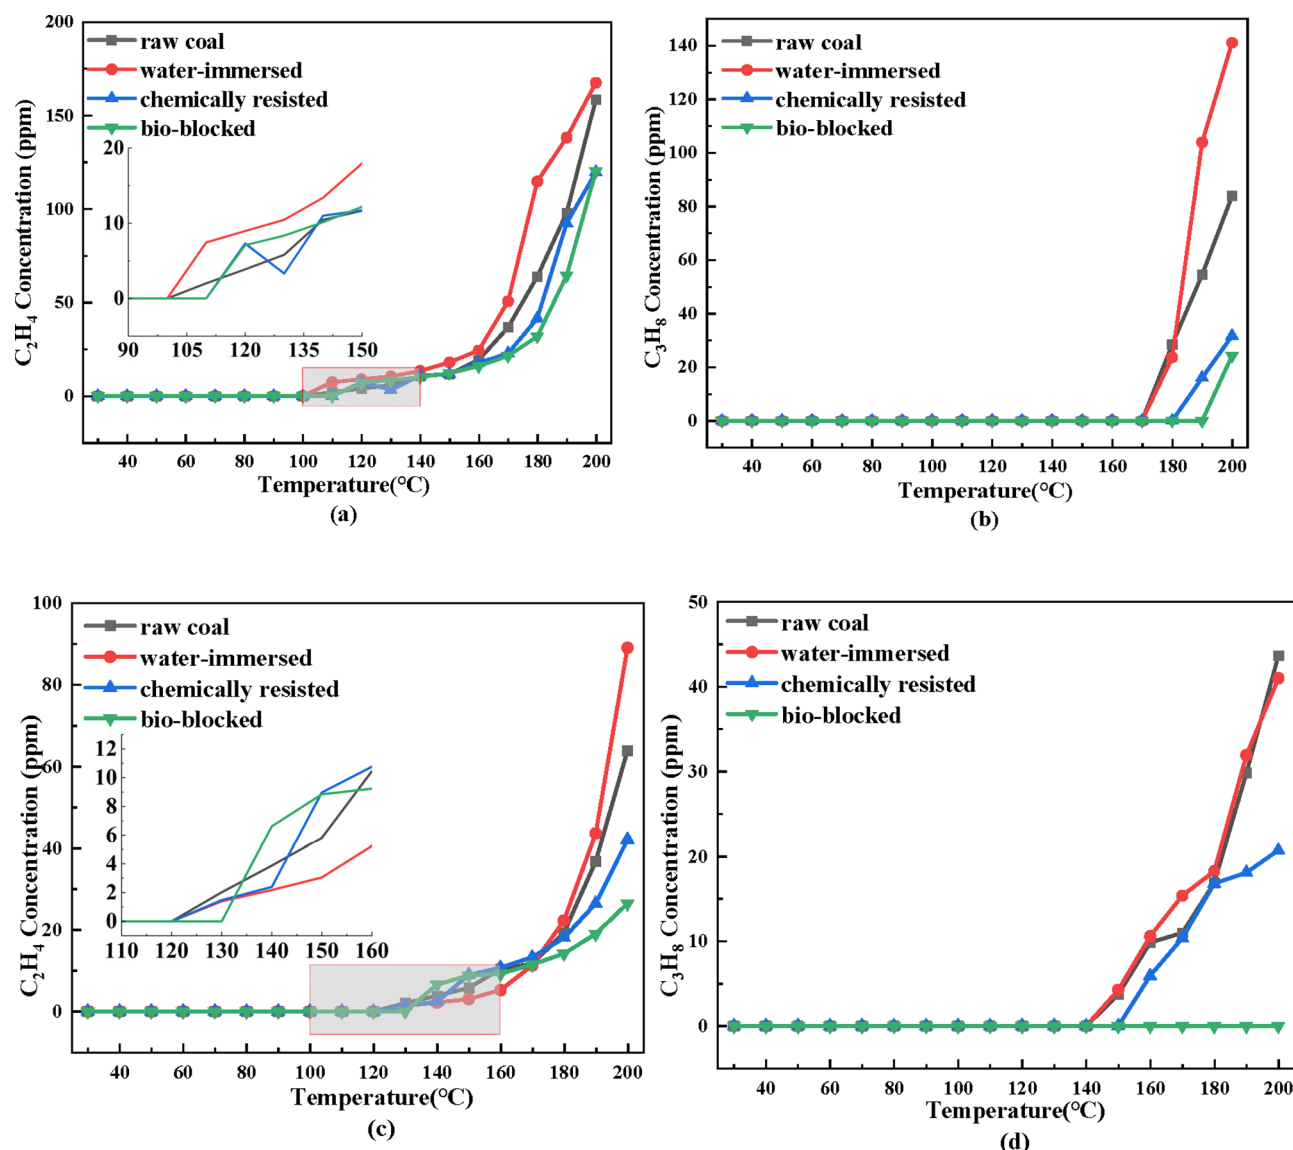 200
150
100
50
0
C₂H₄ Concentration (ppm)
raw coal
water-immersed
chemically resisted
bio-blocked
20
10
0
90 105 120 135 150
40 60 80 100 120 140 160 180 200
Temperature(°C)
(a)
140
120
100
80
60
40
20
0
C₃H₈ Concentration (ppm)
raw coal
water-immersed
chemically resisted
bio-blocked
40 60 80 100 120 140 160 180 200
Temperature(°C)
(b)
100
80
60
40
20
0
C₂H₄ Concentration (ppm)
raw coal
water-immersed
chemically resisted
bio-blocked
12
10
8
6
4
2
0
110 120 130 140 150 160
40 60 80 100 120 140 160 180 200
Temperature(°C)
(c)
50
40
30
20
10
0
C₃H₈ Concentration (ppm)
raw coal
water-immersed
chemically resisted
bio-blocked
40 60 80 100 120 140 160 180 200
Temperature(°C)
(d)